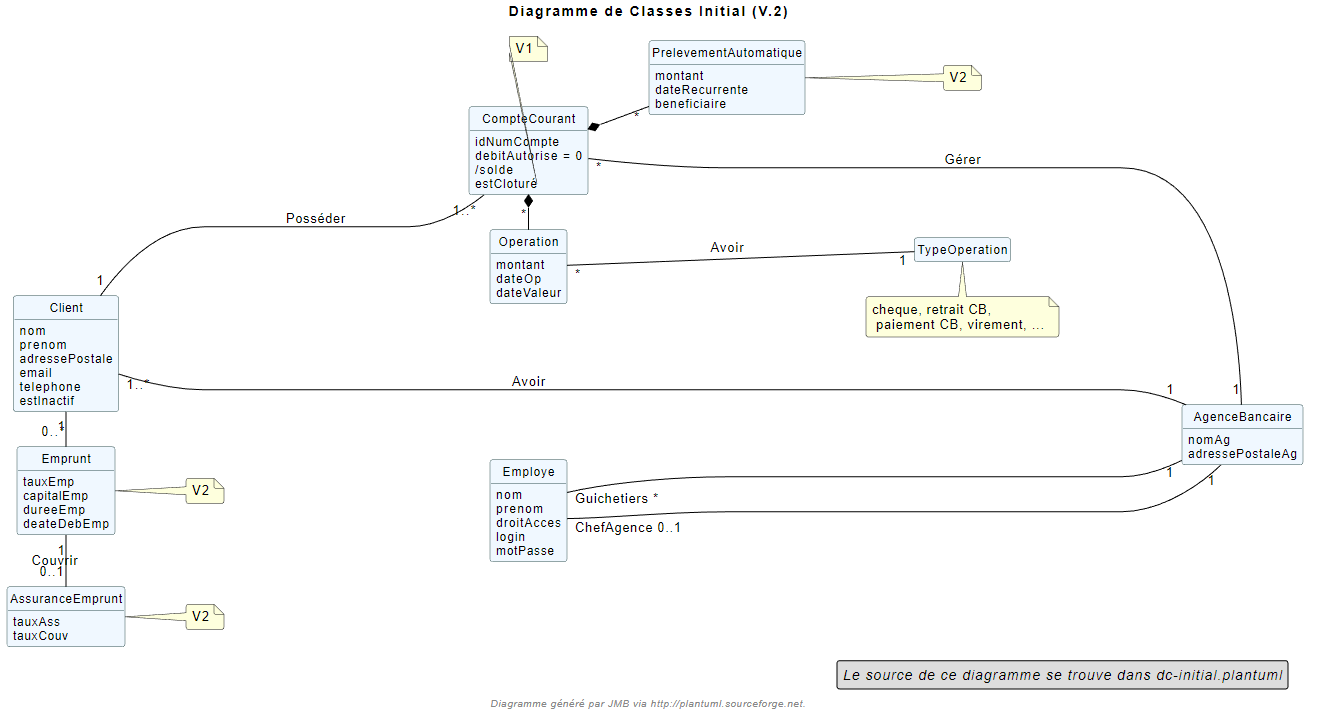 Diagramme de Classes Initial (V.2)
V1
PrelevementAutomatique
montant
dateRecurrente
beneficiaire
V2
*
CompteCourant
idNumCompte
debitAutorise = 0
/solde
estCloturé
*
Gérer
1
1..*
Posséder
1
*
Operation
montant
dateOp
dateValeur
*
Avoir
1
TypeOperation
cheque, retrait CB,
paiement CB, virement, ...
Client
nom
prenom
adressePostale
email
telephone
estInactif
1..*
Avoir
1
AgenceBancaire
nomAg
adressePostaleAg
1
0..*
Emprunt
tauxEmp
capitalEmp
dureeEmp
deateDebEmp
V2
Employe
nom
prenom
droitAcces
login
motPasse
Guichetiers *
1
ChefAgence 0..1
1
1
Couvrir
0..1
AssuranceEmprunt
tauxAss
tauxCouv
V2
Le source de ce diagramme se trouve dans dc-initial.plantuml
Diagramme généré par JMB via http://plantuml.sourceforge.net.